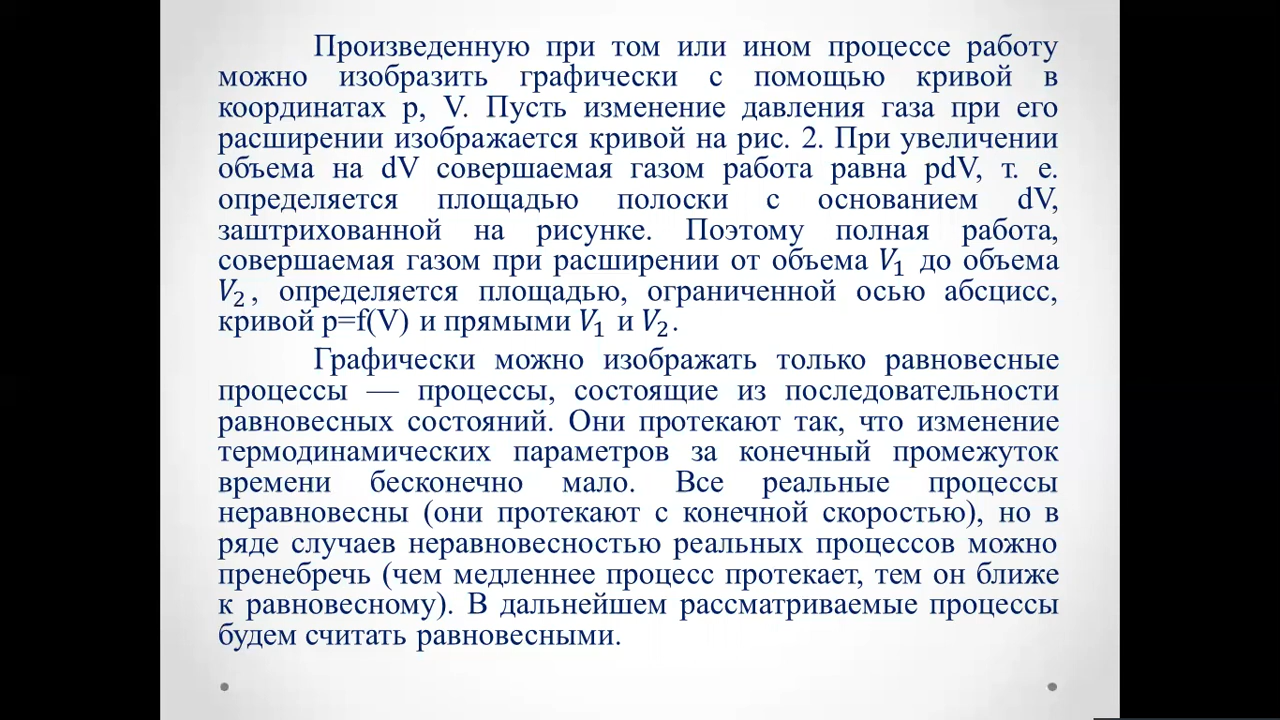 Произведенную при том или ином процессе работу
можно изобразить графически с помощью кривой в
координатах p, V. Пусть изменение давления газа при его
расширении изображается кривой на рис. 2. При увеличении
объема на dV совершаемая газом работа равна pdV, т. е.
определяется площадью полоски с основанием dV,
заштрихованной на рисунке. Поэтому полная работа,
совершаемая газом при расширении от объема V₁ до объема
V₂, определяется площадью, ограниченной осью абсцисс,
кривой p=f(V) и прямыми V₁ и V₂.
Графически можно изображать только равновесные
процессы — процессы, состоящие из последовательности
равновесных состояний. Они протекают так, что изменение
термодинамических параметров за конечный промежуток
времени бесконечно мало. Все реальные процессы
неравновесны (они протекают с конечной скоростью), но в
ряде случаев неравновесностью реальных процессов можно
пренебречь (чем медленнее процесс протекает, тем он ближе
к равновесному). В дальнейшем рассматриваемые процессы
будем считать равновесными.